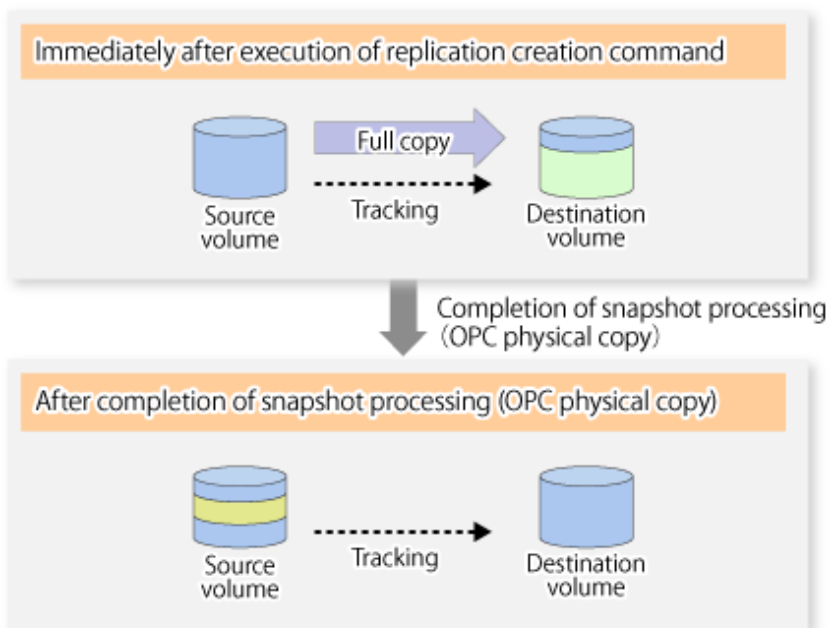 Immediately after execution of replication creation command
Full copy
Tracking
Source
volume
Destination
volume
Completion of snapshot processing
(OPC physical copy)
After completion of snapshot processing (OPC physical copy)
Tracking
Source
volume
Destination
volume